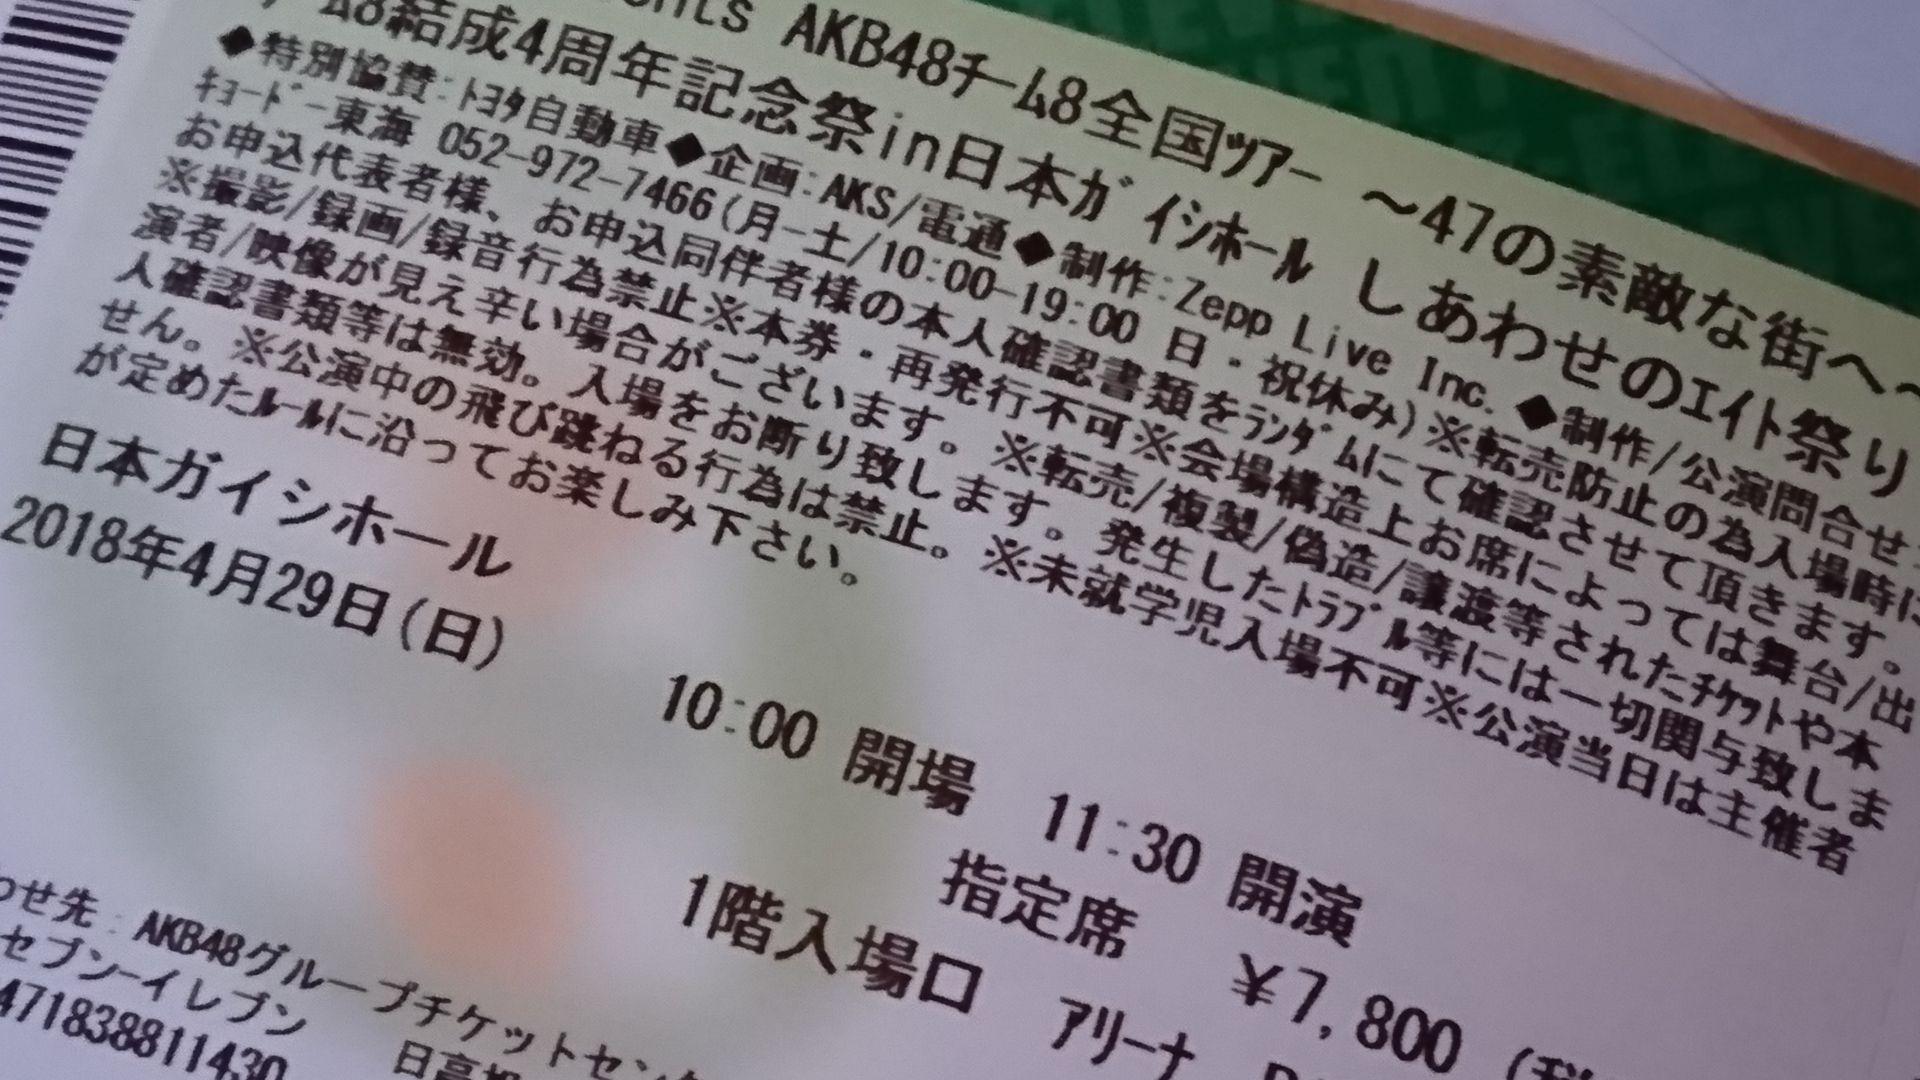 AKB48ﾁｰﾑ8全国ﾂｱｰ ～47の素敵な街へ～
8結成4周年記念祭in日本ｶﾞｲｼﾎｰﾙ しあわせのｴｲﾄ祭り
◆特別協賛:ﾄﾖﾀ自動車◆企画:AKS/電通◆制作:Zepp Live Inc.◆制作/公演問合せ
ｷｮｰﾄﾞｰ東海 052-972-7466(月-土/10:00-19:00 日・祝休み)※転売防止の為入場時に
お申込代表者様、お申込同伴者様の本人確認書類をﾗﾝﾀﾞﾑにて確認させて頂きます。
※撮影/録画/録音行為禁止※本券・再発行不可※会場構造上お席によっては舞台/出
演者/映像が見え辛い場合がございます。※転売/複製/偽造/譲渡等されたﾁｹｯﾄや本
人確認書類等は無効。入場をお断り致します。発生したﾄﾗﾌﾞﾙ等には一切関与致しま
せん。※公演中の飛び跳ねる行為は禁止。※未就学児入場不可※公演当日は主催者
が定めたﾙｰﾙに沿ってお楽しみ下さい。
日本ガイシホール
2018年4月29日(日)
10:00 開場 11:30 開演
指定席 ¥7,800
1階入場口 ｱﾘｰﾅ
わせ先:AKB48グループチケットセン
セブン-イレブン
471838811430